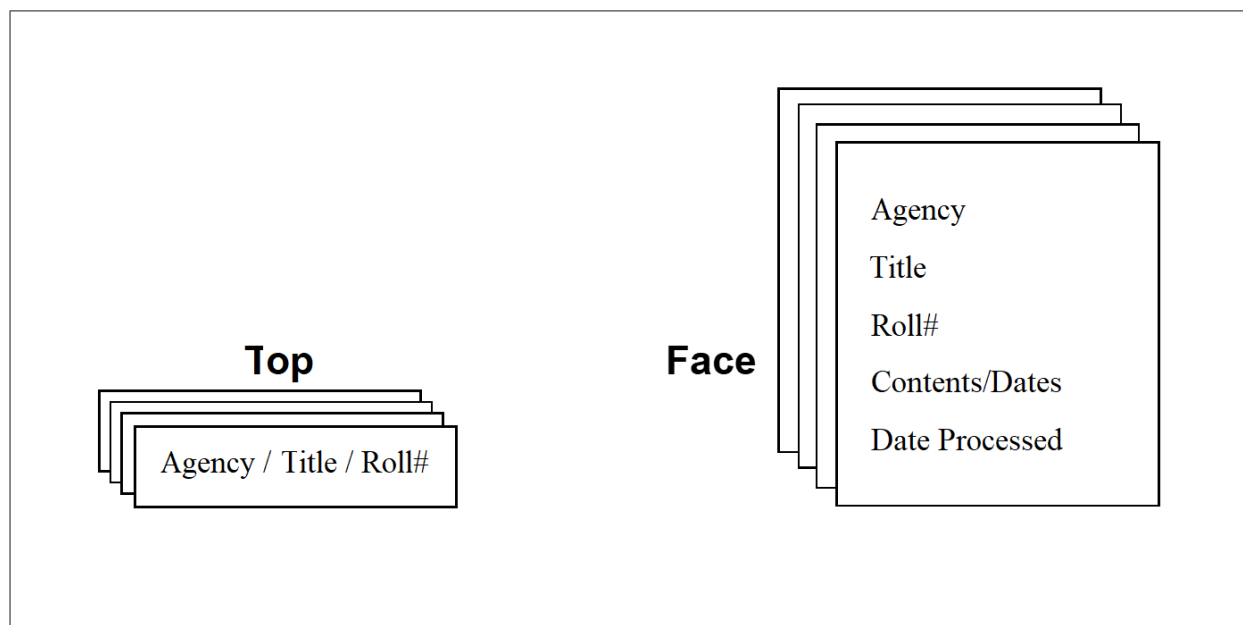 Top
Agency / Title / Roll#
Face
Agency
Title
Roll#
Contents/Dates
Date Processed